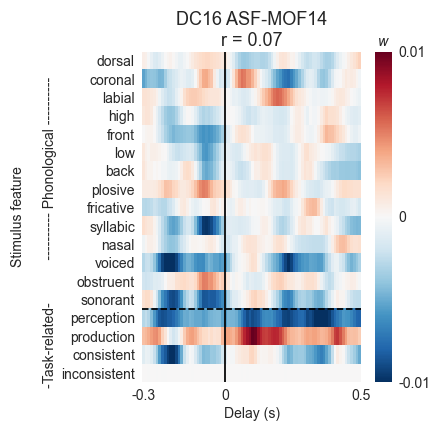 DC16 ASF-MOF14
r = 0.07
w
dorsal
coronal
labial
high
front
low
back
plosive
fricative
syllabic
nasal
voiced
obstruent
sonorant
perception
production
consistent
inconsistent
Stimulus feature
-Task-related- ---------- Phonological ----------
0.01
0
-0.01
-0.3 0 0.5
Delay (s)